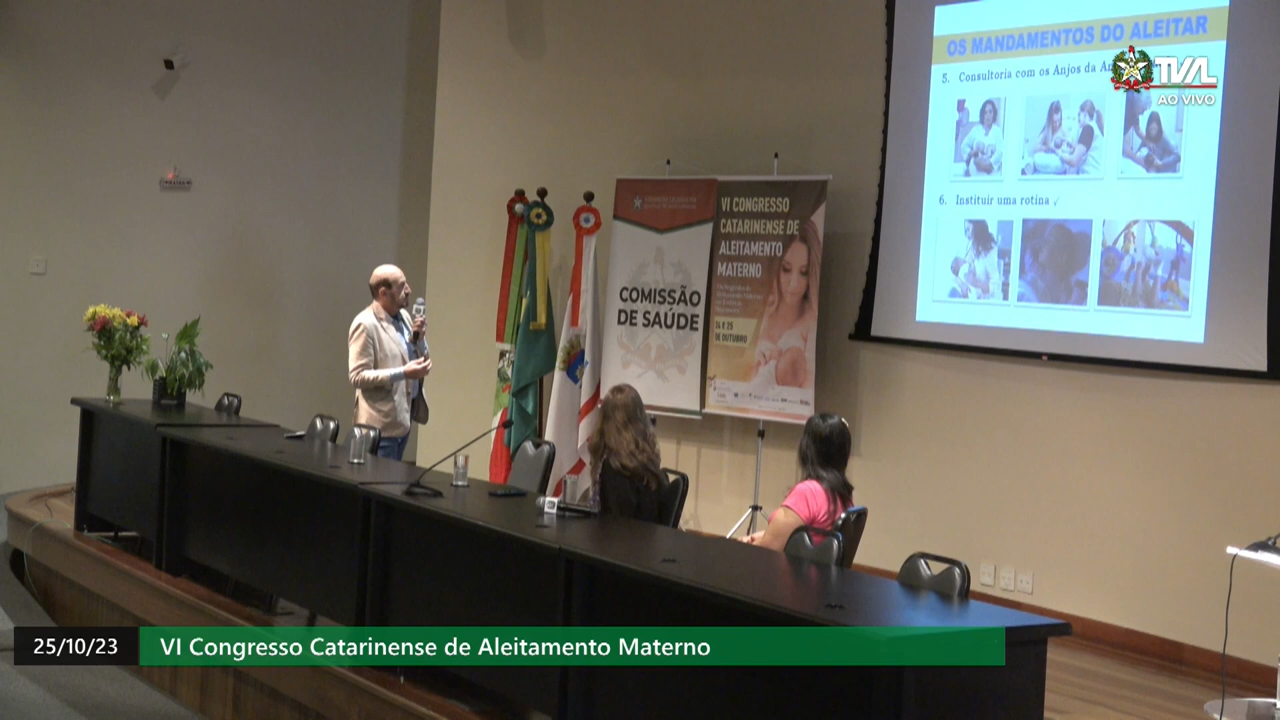 OS MANDAMENTOS DO ALEITAR
5. Consultoria com os Anjos da
TVAL
AO VIVO
6. Instituir uma rotina ✓
COMISSÃO
DE SAÚDE
VI CONGRESSO
CATARINENSE DE
ALEITAMENTO
MATERNO
24 E 25
DE OUTUBRO
25/10/23
VI Congresso Catarinense de Aleitamento Materno